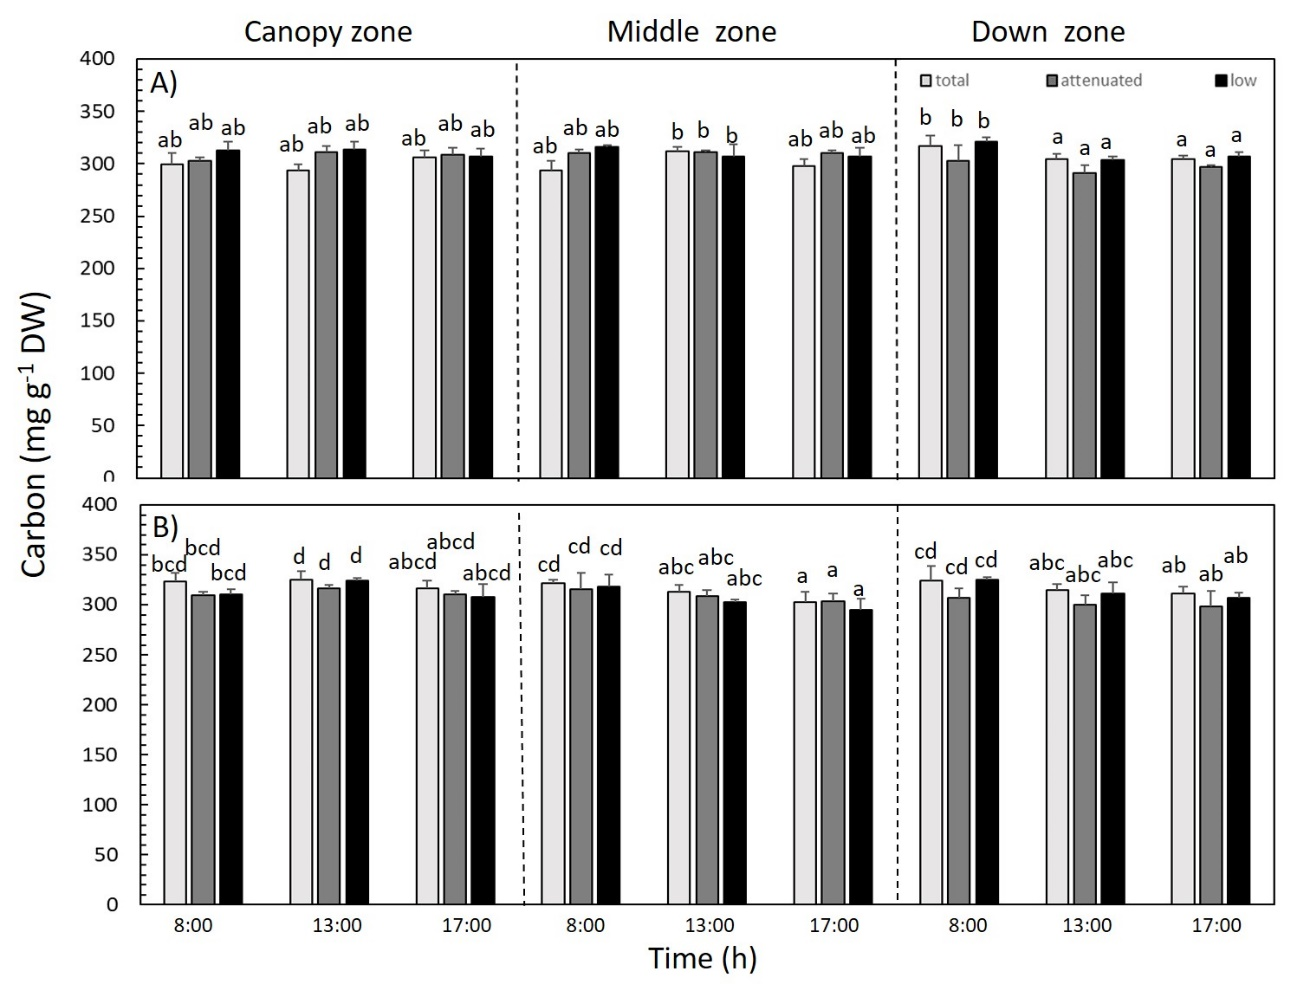 Canopy zone Middle zone Down zone
Carbon (mg g-1 DW)
400
350
300
250
200
150
100
50
0
A)
total attenuated low
ab ab ab
ab ab ab
ab ab ab
ab ab ab
b b b
ab ab ab
b b b
a a a
a a a
400
350
300
250
200
150
100
50
0
B)
bcd bcd bcd
d d d
abcd abcd abcd
cd cd cd
abc abc abc
a a a
cd cd cd
abc abc abc
ab ab ab
8:00 13:00 17:00 8:00 13:00 17:00 8:00 13:00 17:00
Time (h)